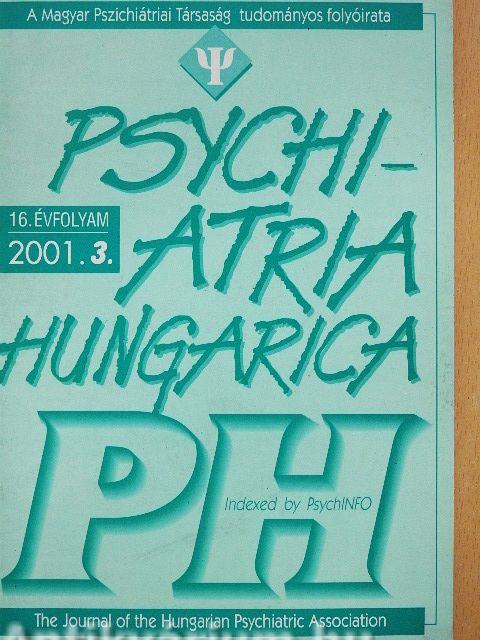 A Magyar Pszichiátriai Társaság tudományos folyóirata
Ψ
PSYCHI-
16. ÉVFOLYAM
2001. 3.
ATRIA
HUNGARICA
PH
Indexed by PsychINFO
The Journal of the Hungarian Psychiatric Association